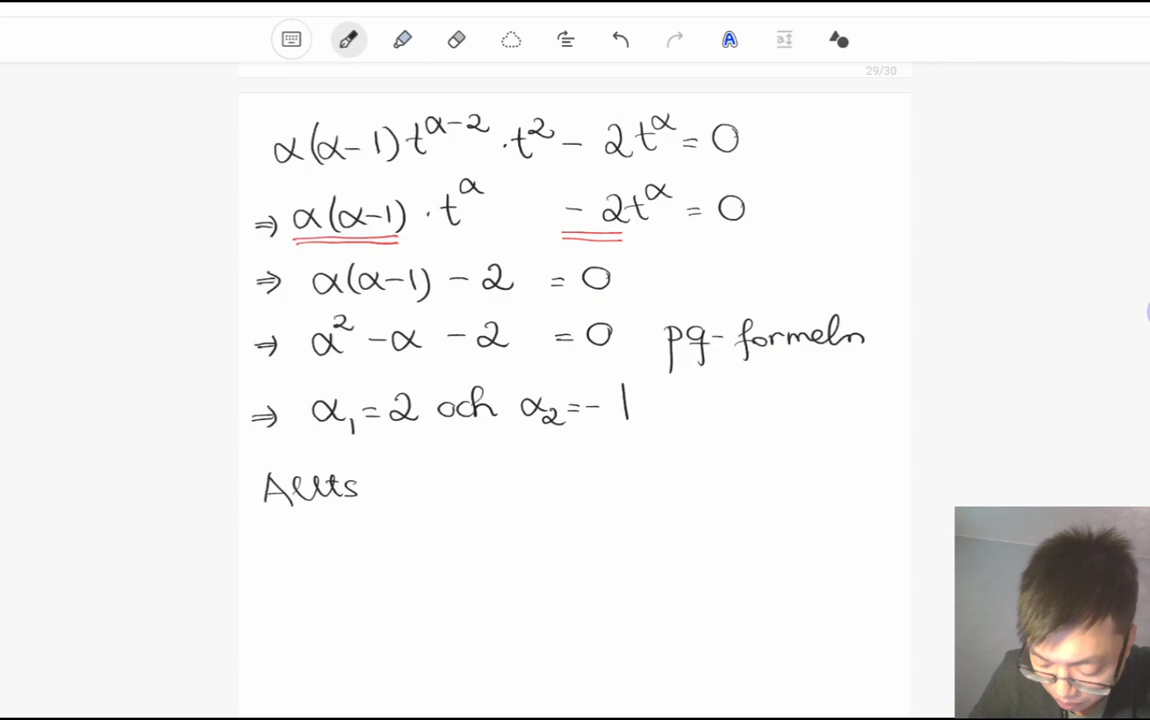 29/30
α(α-1)t^{α-2}·t² - 2t^α = 0
⇒ α(α-1)·t^α - 2t^α = 0
⇒ α(α-1) - 2 = 0
⇒ α² - α - 2 = 0 pq-formeln
⇒ α₁ = 2 och α₂ = -1
Allts